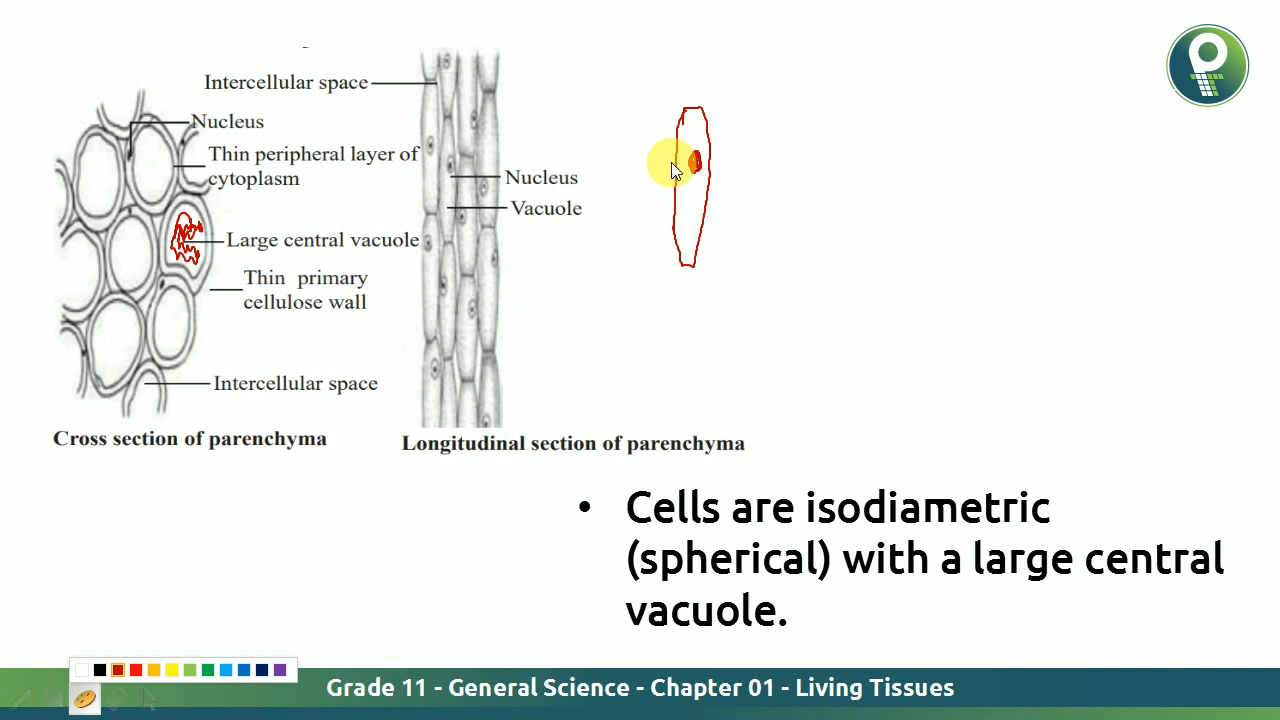 Intercellular space
Nucleus
Thin peripheral layer of
cytoplasm
Nucleus
Vacuole
Large central vacuole
Thin primary
cellulose wall
Intercellular space
Cross section of parenchyma
Longitudinal section of parenchyma
• Cells are isodiametric
(spherical) with a large central
vacuole.
Grade 11 - General Science - Chapter 01 - Living Tissues